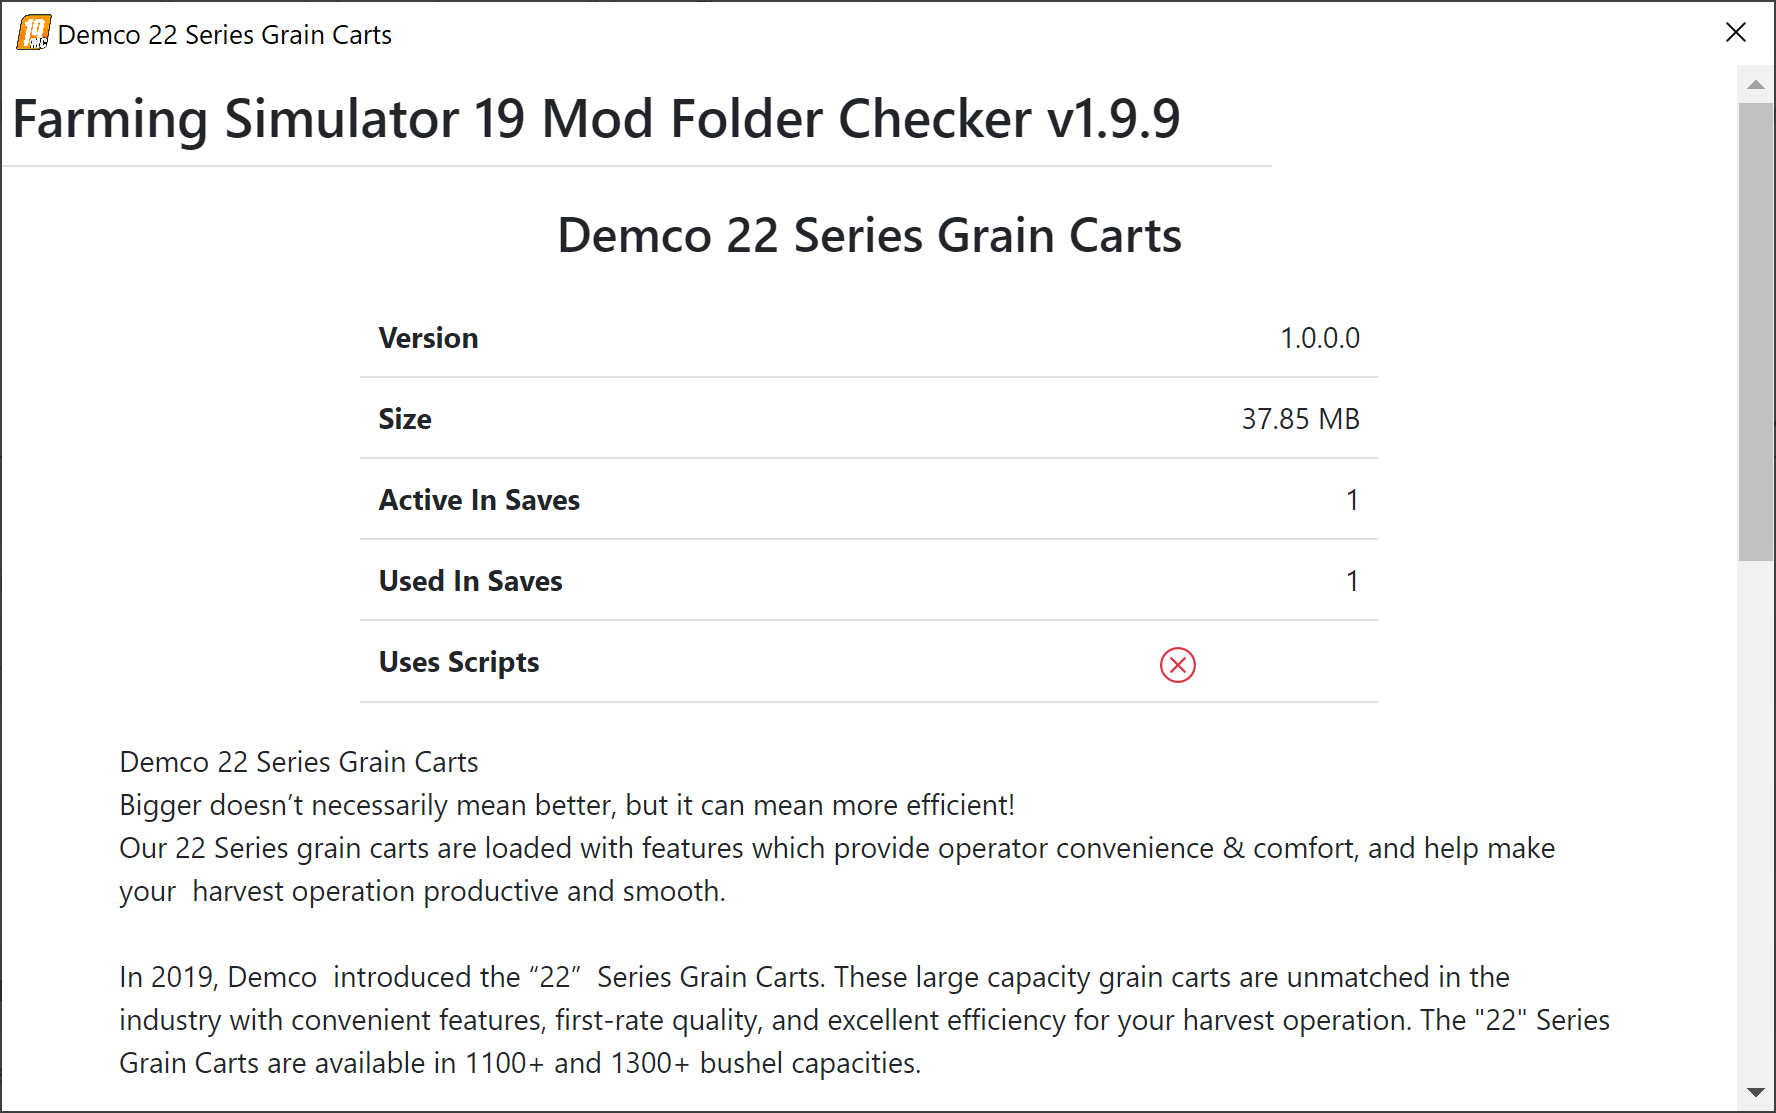 19
Demco 22 Series Grain Carts
Farming Simulator 19 Mod Folder Checker v1.9.9
Demco 22 Series Grain Carts
Version 1.0.0.0
Size 37.85 MB
Active In Saves 1
Used In Saves 1
Uses Scripts
Demco 22 Series Grain Carts
Bigger doesn’t necessarily mean better, but it can mean more efficient!
Our 22 Series grain carts are loaded with features which provide operator convenience & comfort, and help make
your  harvest operation productive and smooth.
In 2019, Demco  introduced the “22”  Series Grain Carts. These large capacity grain carts are unmatched in the
industry with convenient features, first-rate quality, and excellent efficiency for your harvest operation. The "22" Series
Grain Carts are available in 1100+ and 1300+ bushel capacities.